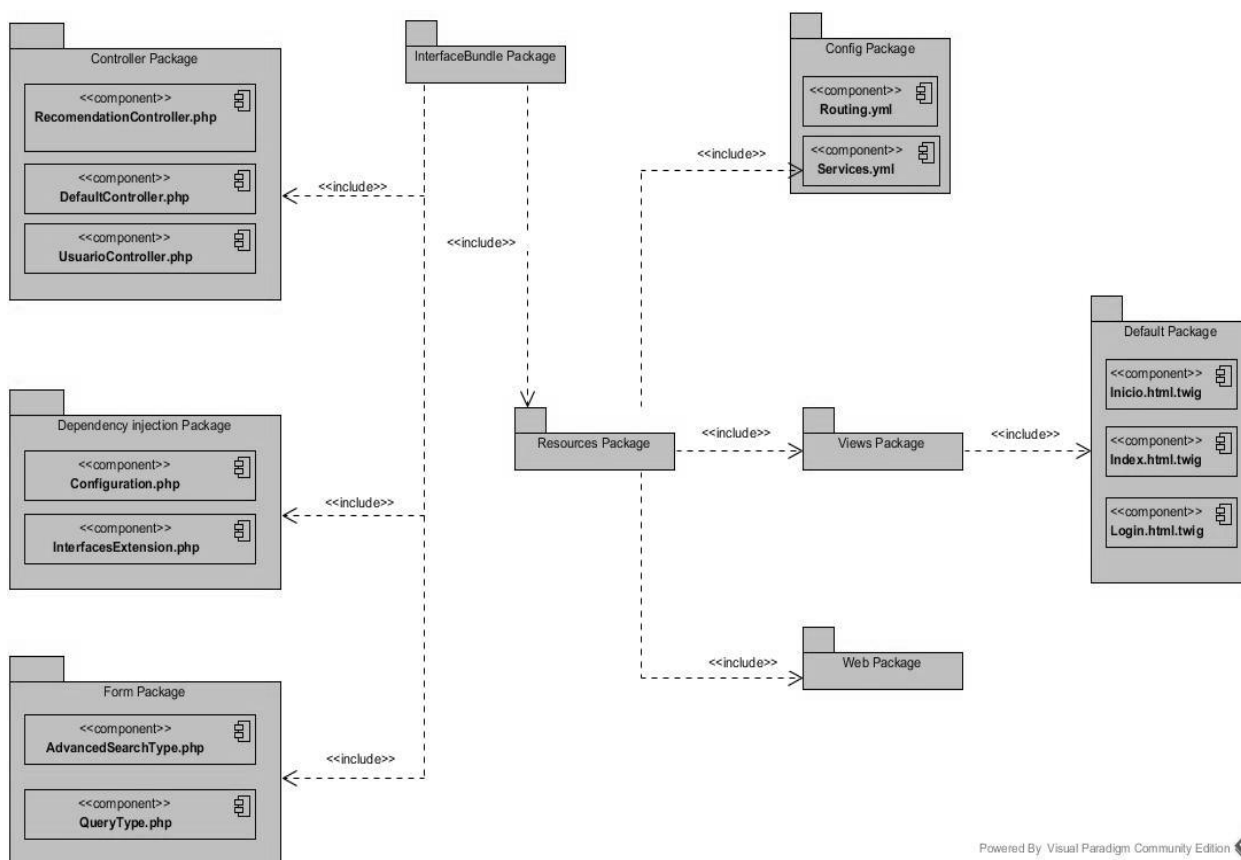 Controller Package
<<component>>
RecomendationController.php
<<component>>
DefaultController.php
<<component>>
UsuarioController.php
InterfaceBundle Package
Config Package
<<component>>
Routing.yml
<<component>>
Services.yml
<<include>>
<<include>>
<<include>>
Default Package
<<component>>
Inicio.html.twig
<<component>>
Index.html.twig
<<component>>
Login.html.twig
Dependency injection Package
<<component>>
Configuration.php
<<component>>
InterfacesExtension.php
<<include>>
Resources Package
<<include>>
Views Package
<<include>>
Form Package
<<component>>
AdvancedSearchType.php
<<component>>
QueryType.php
<<include>>
<<include>>
Web Package
Powered By Visual Paradigm Community Edition